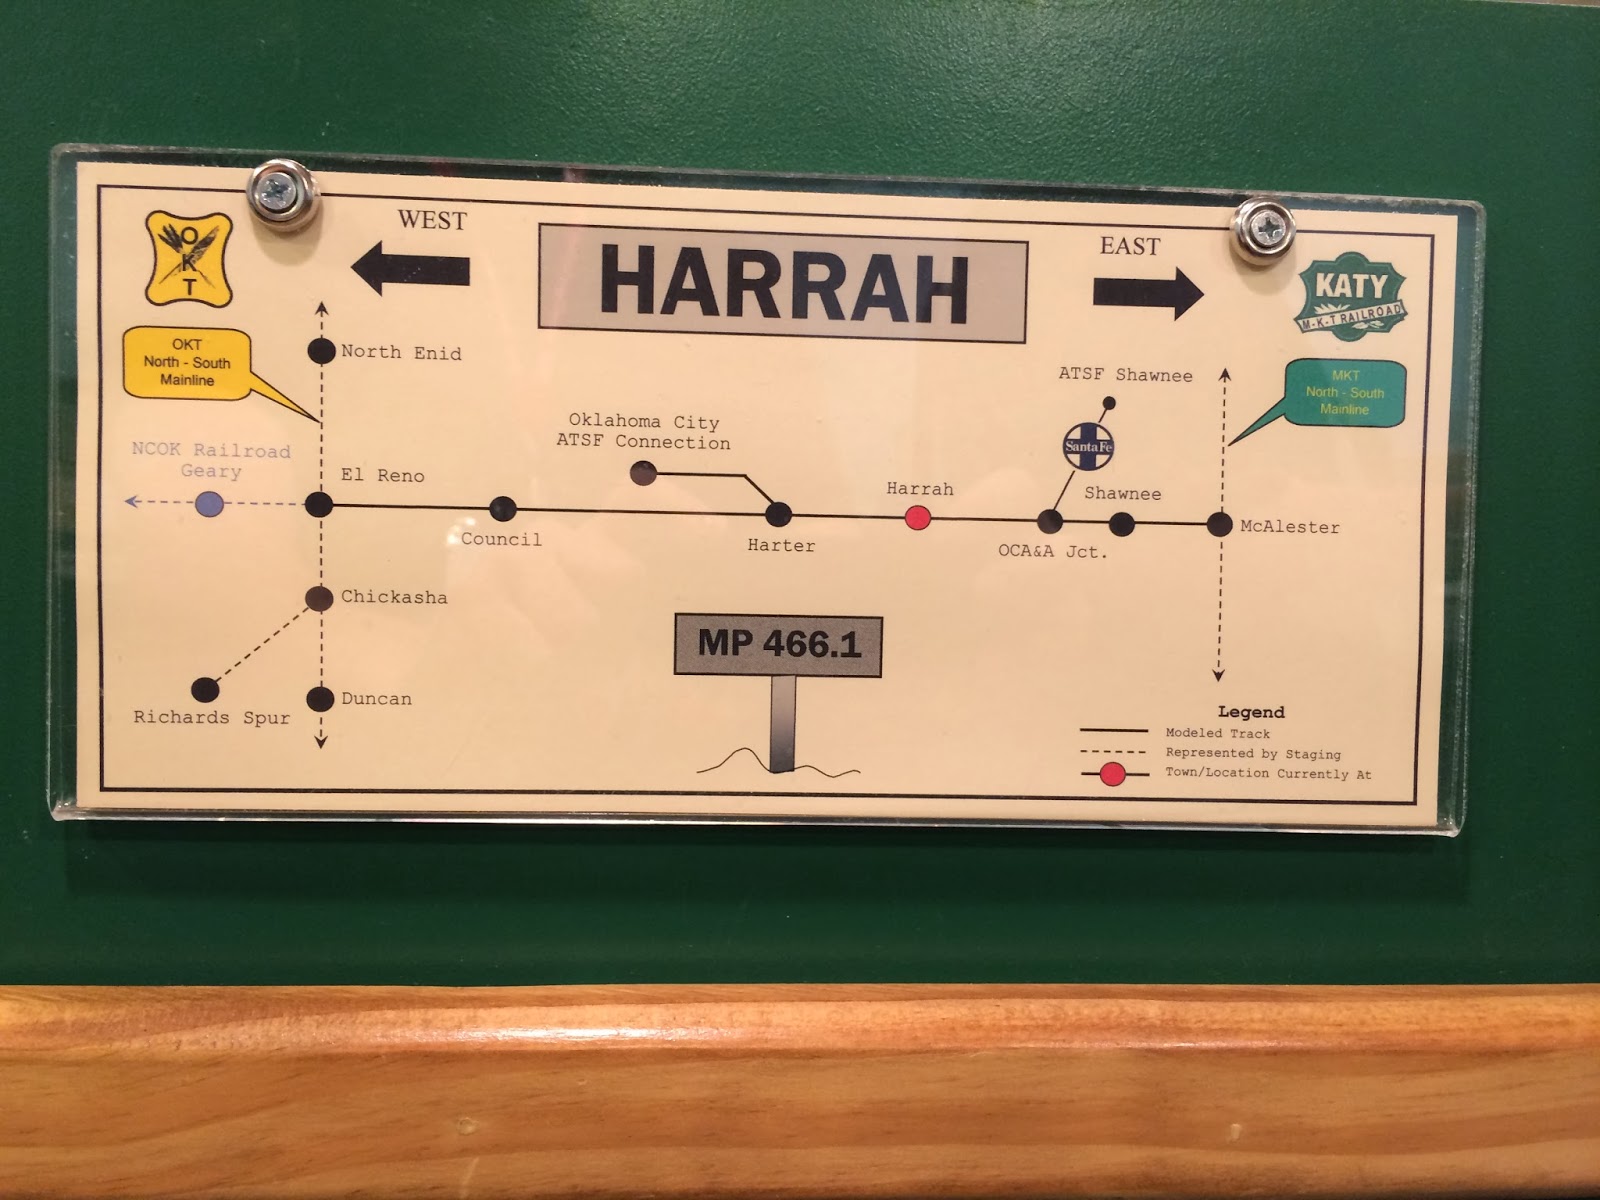 WEST
HARRAH
EAST
O
K
T
KATY
M-K-T RAILROAD
OKT
North - South
Mainline
North Enid
MKT
North - South
Mainline
ATSF Shawnee
Oklahoma City
ATSF Connection
NCOK Railroad
Geary
El Reno
Santa Fe
Harrah
Shawnee
Council
Harter
OCA&A Jct.
McAlester
Chickasha
MP 466.1
Richards Spur
Duncan
Legend
Modeled Track
Represented by Staging
Town/Location Currently At